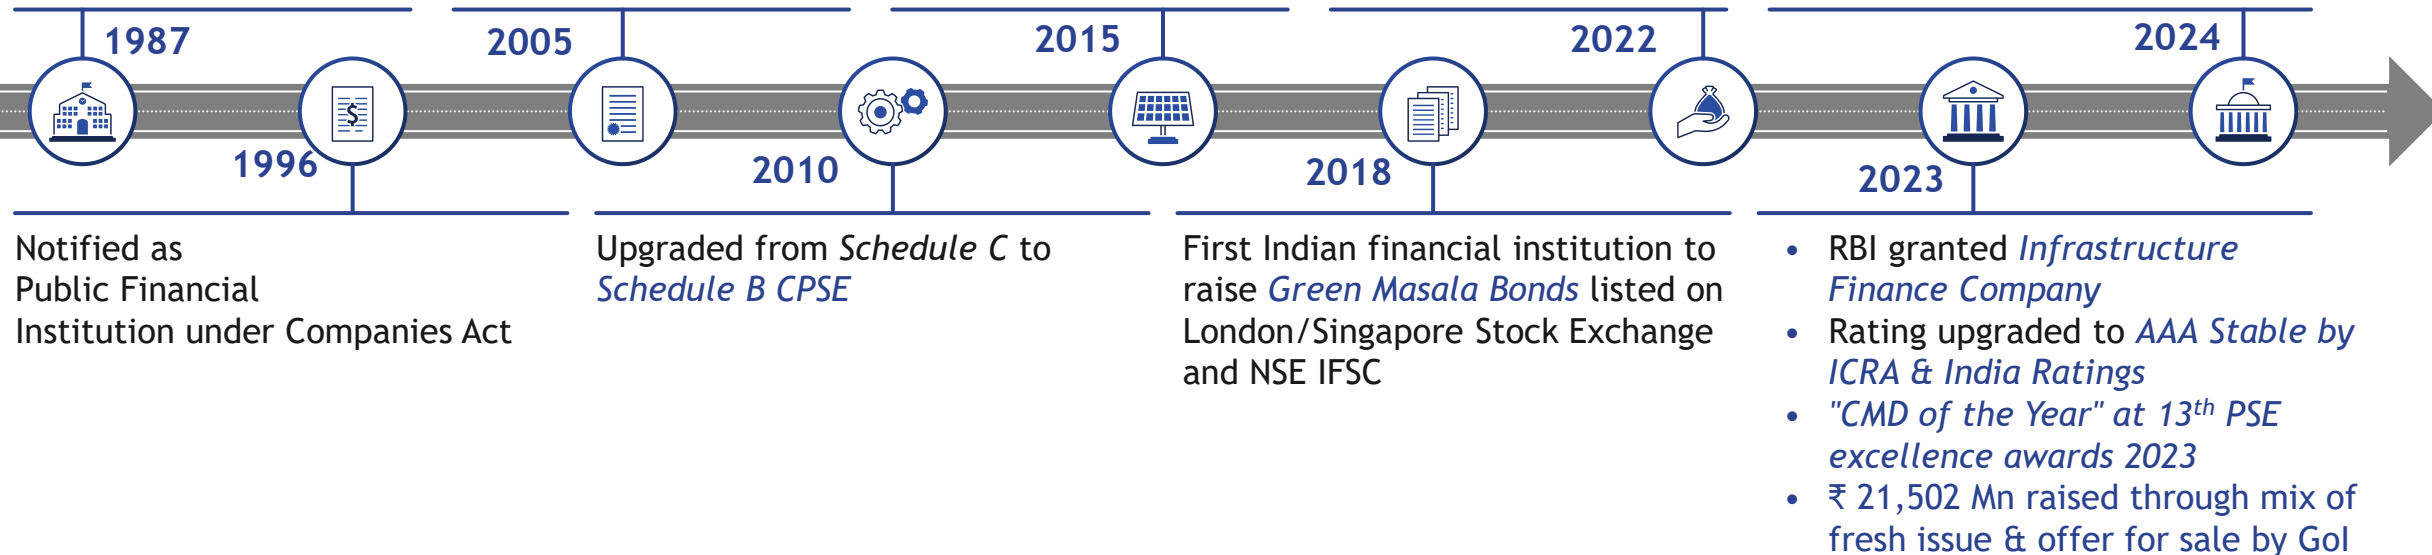 1987
2005
2015
2022
2024
$
1996
2010
2018
2023
Notified as
Public Financial
Institution under Companies Act
Upgraded from Schedule C to
Schedule B CPSE
First Indian financial institution to
raise Green Masala Bonds listed on
London/Singapore Stock Exchange
and NSE IFSC
• RBI granted Infrastructure
Finance Company
• Rating upgraded to AAA Stable by
ICRA & India Ratings
• "CMD of the Year" at 13th PSE
excellence awards 2023
• ₹ 21,502 Mn raised through mix of
fresh issue & offer for sale by GoI